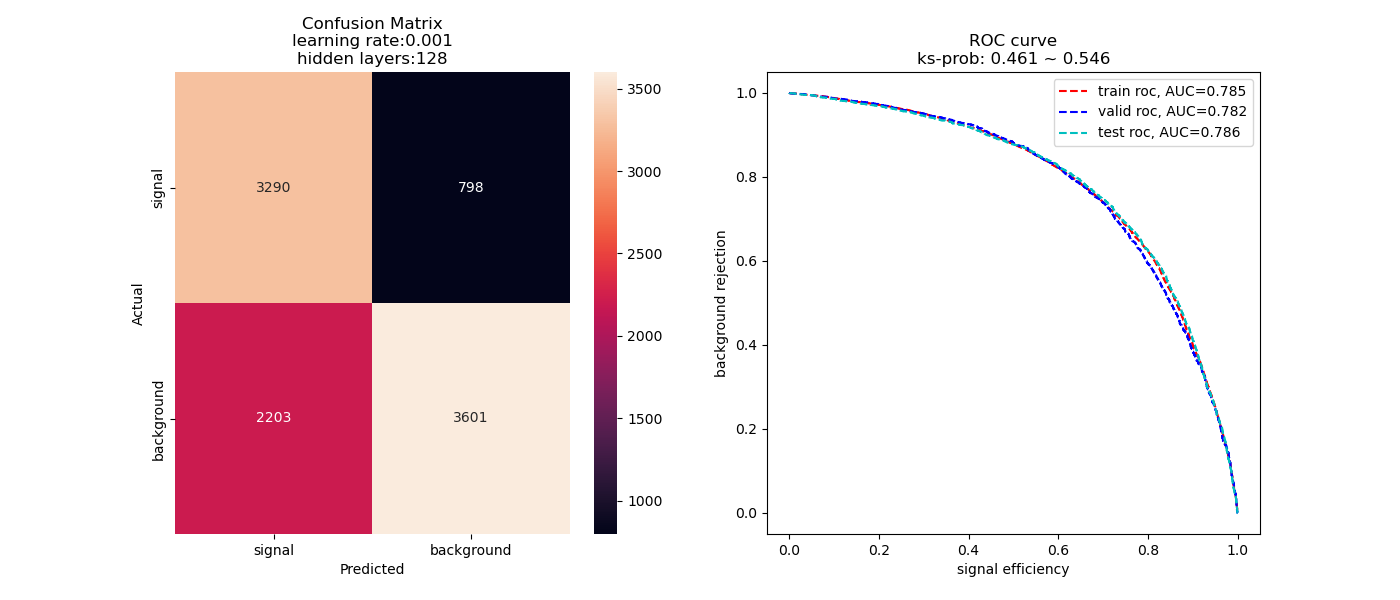 Confusion Matrix
learning rate:0.001
hidden layers:128
signal
background
Actual
3290
798
2203
3601
signal
background
Predicted
3500
3000
2500
2000
1500
1000
ROC curve
ks-prob: 0.461 ~ 0.546
train roc, AUC=0.785
valid roc, AUC=0.782
test roc, AUC=0.786
background rejection
1.0
0.8
0.6
0.4
0.2
0.0
0.0
0.2
0.4
0.6
0.8
1.0
signal efficiency